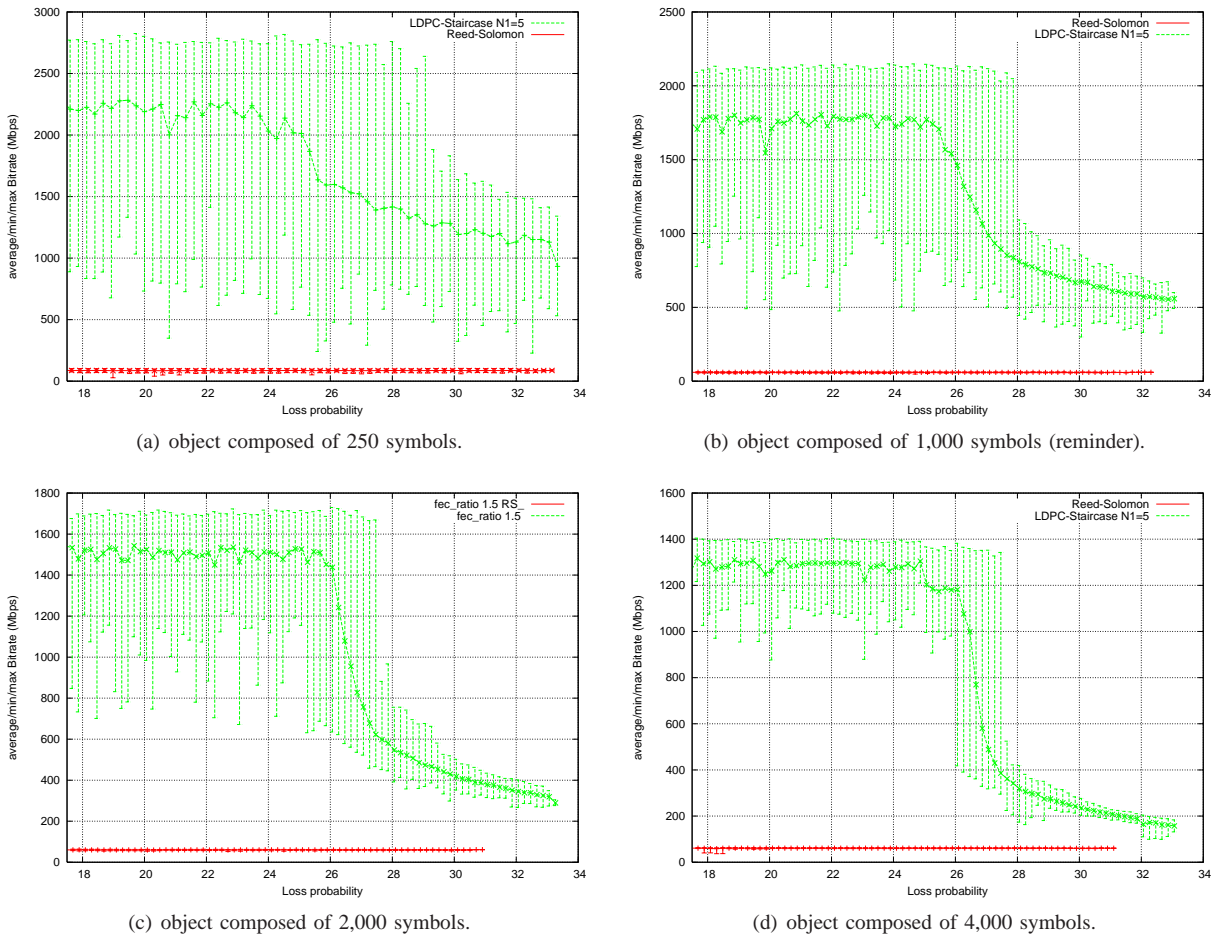 LDPC-Staircase N1=5
Reed-Solomon
average/min/max Bitrate (Mbps)
3000
2500
2000
1500
1000
500
0
18 20 22 24 26 28 30 32 34
Loss probability
(a) object composed of 250 symbols.
Reed-Solomon
LDPC-Staircase N1=5
average/min/max Bitrate (Mbps)
2500
2000
1500
1000
500
0
18 20 22 24 26 28 30 32 34
Loss probability
(b) object composed of 1,000 symbols (reminder).
fec_ratio 1.5 RS_
fec_ratio 1.5
average/min/max Bitrate (Mbps)
1800
1600
1400
1200
1000
800
600
400
200
0
18 20 22 24 26 28 30 32 34
Loss probability
(c) object composed of 2,000 symbols.
Reed-Solomon
LDPC-Staircase N1=5
average/min/max Bitrate (Mbps)
1600
1400
1200
1000
800
600
400
200
0
18 20 22 24 26 28 30 32 34
Loss probability
(d) object composed of 4,000 symbols.